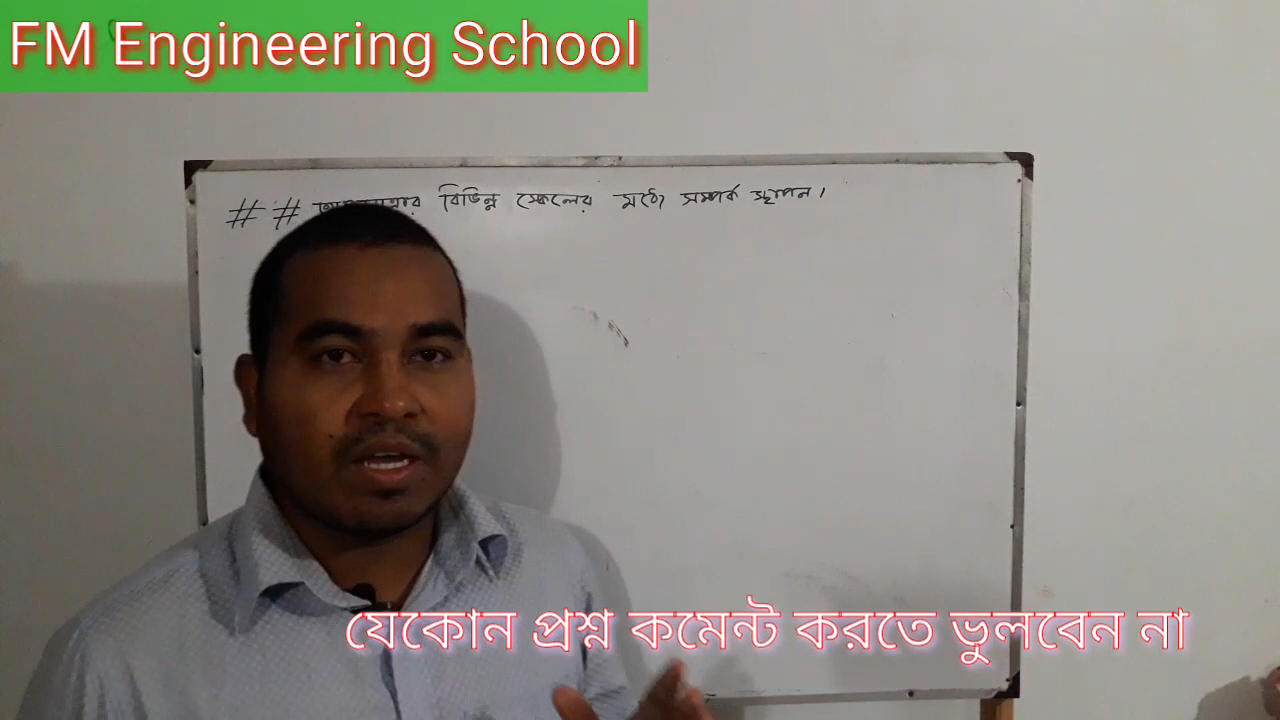 FM Engineering School
## বিভিন্ন স্কেলের মধ্যে সম্পর্ক স্থাপন।
যেকোন প্রশ্ন কমেন্ট করতে ভুলবেন না